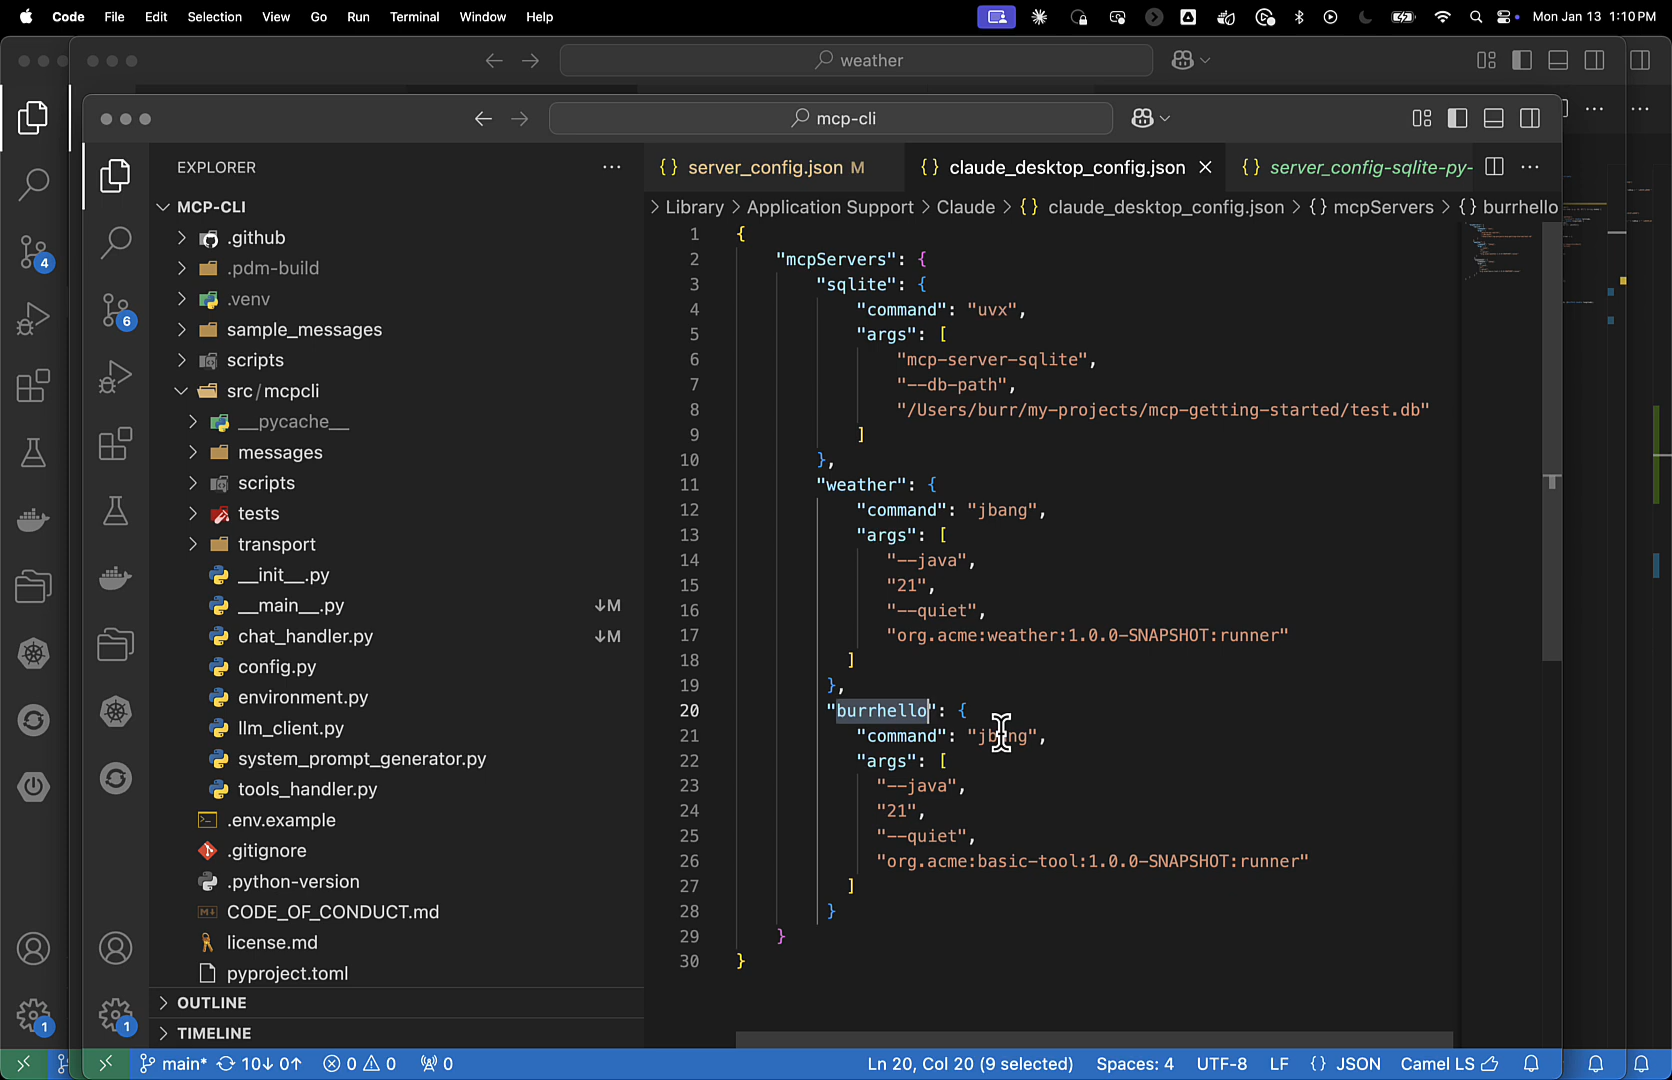 Code File Edit Selection View Go Run Terminal Window Help
Mon Jan 13 1:10 PM
weather
mcp-cli
EXPLORER
server_config.json M
claude_desktop_config.json
server_config-sqlite-py-
MCP-CLI
Library > Application Support > Claude > {} claude_desktop_config.json > {} mcpServers > {} burrhello
.github
.pdm-build
.venv
sample_messages
scripts
src/mcpcli
__pycache__
messages
scripts
tests
transport
__init__.py
__main__.py ↓M
chat_handler.py ↓M
config.py
environment.py
llm_client.py
system_prompt_generator.py
tools_handler.py
.env.example
.gitignore
.python-version
CODE_OF_CONDUCT.md
license.md
pyproject.toml
OUTLINE
TIMELINE
4
6
1
1
1 {
2 "mcpServers": {
3 "sqlite": {
4 "command": "uvx",
5 "args": [
6 "mcp-server-sqlite",
7 "--db-path",
8 "/Users/burr/my-projects/mcp-getting-started/test.db"
9 ]
10 },
11 "weather": {
12 "command": "jbang",
13 "args": [
14 "--java",
15 "21",
16 "--quiet",
17 "org.acme:weather:1.0.0-SNAPSHOT:runner"
18 ]
19 },
20 "burrhello": {
21 "command": "jbang",
22 "args": [
23 "--java",
24 "21",
25 "--quiet",
26 "org.acme:basic-tool:1.0.0-SNAPSHOT:runner"
27 ]
28 }
29 }
30 }
main* 10↓ 0↑ 0 0 0
Ln 20, Col 20 (9 selected) Spaces: 4 UTF-8 LF {} JSON Camel LS